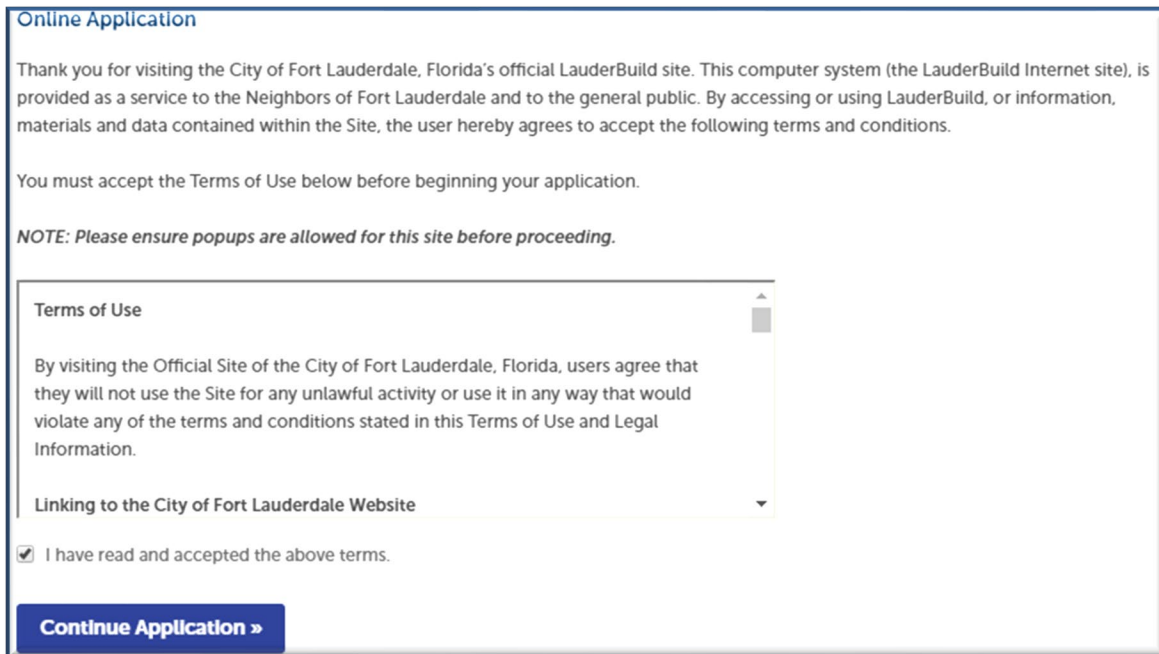 Online Application
Thank you for visiting the City of Fort Lauderdale, Florida's official LauderBuild site. This computer system (the LauderBuild Internet site), is
provided as a service to the Neighbors of Fort Lauderdale and to the general public. By accessing or using LauderBuild, or information,
materials and data contained within the Site, the user hereby agrees to accept the following terms and conditions.
You must accept the Terms of Use below before beginning your application.
NOTE: Please ensure popups are allowed for this site before proceeding.
Terms of Use
By visiting the Official Site of the City of Fort Lauderdale, Florida, users agree that
they will not use the Site for any unlawful activity or use it in any way that would
violate any of the terms and conditions stated in this Terms of Use and Legal
Information.
Linking to the City of Fort Lauderdale Website
I have read and accepted the above terms.
Continue Application »